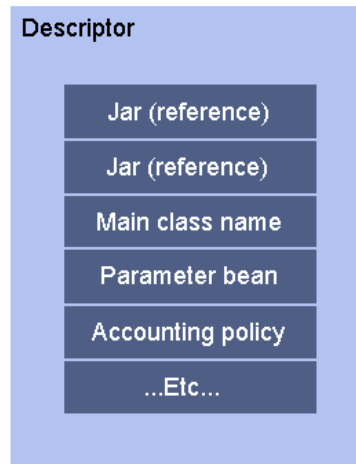 Descriptor
Jar (reference)
Jar (reference)
Main class name
Parameter bean
Accounting policy
...Etc...